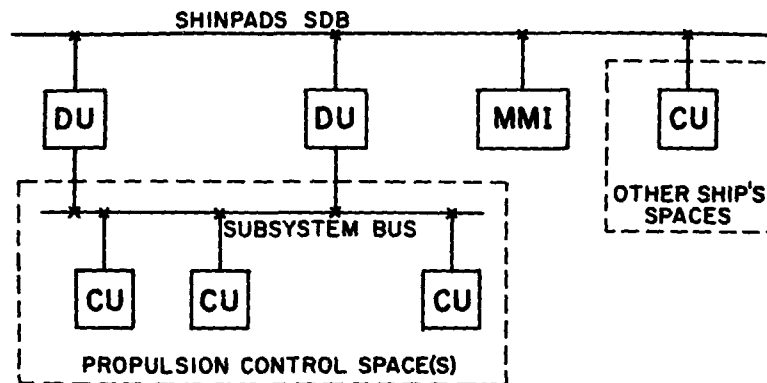 SHINPADS SDB
DU
DU
MMI
CU
OTHER SHIP'S
SPACES
SUBSYSTEM BUS
CU
CU
CU
PROPULSION CONTROL SPACE(S)